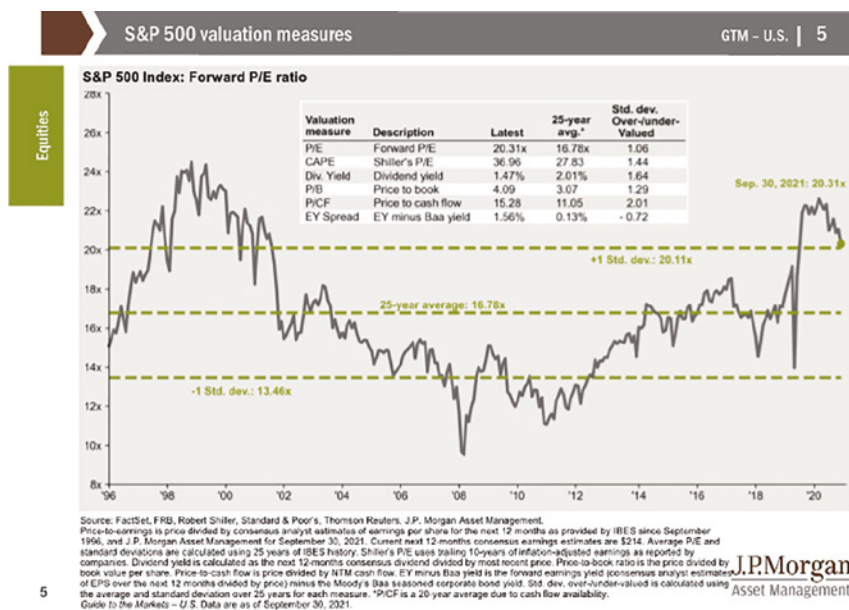 S&P 500 valuation measures
GTM – U.S. | 5
Equities
S&P 500 Index: Forward P/E ratio
28x
26x
24x
22x
20x
18x
16x
14x
12x
10x
8x
Valuation measure Description Latest 25-year avg.* Std. dev. Over-/under-Valued
P/E Forward P/E 20.31x 16.78x 1.06
CAPE Shiller's P/E 36.96 27.83 1.44
Div. Yield Dividend yield 1.47% 2.01% 1.64
P/B Price to book 4.09 3.07 1.29
P/CF Price to cash flow 15.28 11.05 2.01
EY Spread EY minus Baa yield 1.56% 0.13% - 0.72
Sep. 30, 2021: 20.31x
+1 Std. dev.: 20.11x
25-year average: 16.78x
-1 Std. dev.: 13.46x
'96 '98 '00 '02 '04 '06 '08 '10 '12 '14 '16 '18 '20
Source: FactSet, FRB, Robert Shiller, Standard & Poor's, Thomson Reuters, J.P. Morgan Asset Management.
Price-to-earnings is price divided by consensus analyst estimates of earnings per share for the next 12 months as provided by IBES since September
1996, and J.P. Morgan Asset Management for September 30, 2021. Current next 12-months consensus earnings estimates are $214. Average P/E and
standard deviations are calculated using 25 years of IBES history. Shiller's P/E uses trailing 10-years of inflation-adjusted earnings as reported by
companies. Dividend yield is calculated as the next 12-months consensus dividend divided by most recent price. Price-to-book ratio is the price divided by
book value per share. Price-to-cash flow is price divided by NTM cash flow. EY minus Baa yield is the forward earnings yield (consensus analyst estimates
of EPS over the next 12 months divided by price) minus the Moody's Baa seasoned corporate bond yield. Std. dev. over-/under-valued is calculated using
the average and standard deviation over 25 years for each measure. *P/CF is a 20-year average due to cash flow availability.
Guide to the Markets – U.S. Data are as of September 30, 2021.
5
J.P.Morgan
Asset Management